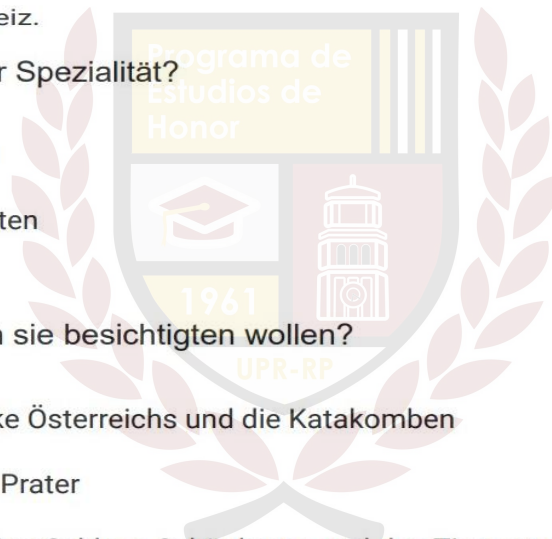 eiz.
r Spezialität?
Programa de
Estudios de
Honor
ten
1961
sie besichtigten wollen?
UPR-RP
ke Österreichs und die Katakomben
Prater